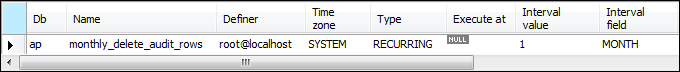 Db Name Definer Time zone Type Execute at Interval value Interval field
ap monthly_delete_audit_rows root@localhost SYSTEM RECURRING NULL 1 MONTH